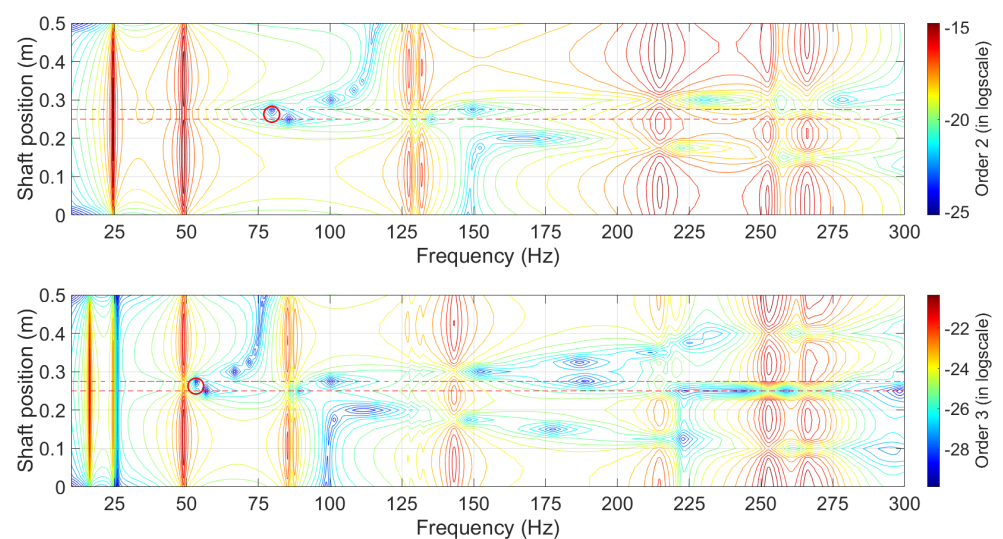 0.5
0.4
0.3
0.2
0.1
0
Shaft position (m)
25 50 75 100 125 150 175 200 225 250 275 300
Frequency (Hz)
-15
-20
-25
Order 2 (in logscale)
0.5
0.4
0.3
0.2
0.1
0
Shaft position (m)
25 50 75 100 125 150 175 200 225 250 275 300
Frequency (Hz)
-22
-24
-26
-28
Order 3 (in logscale)